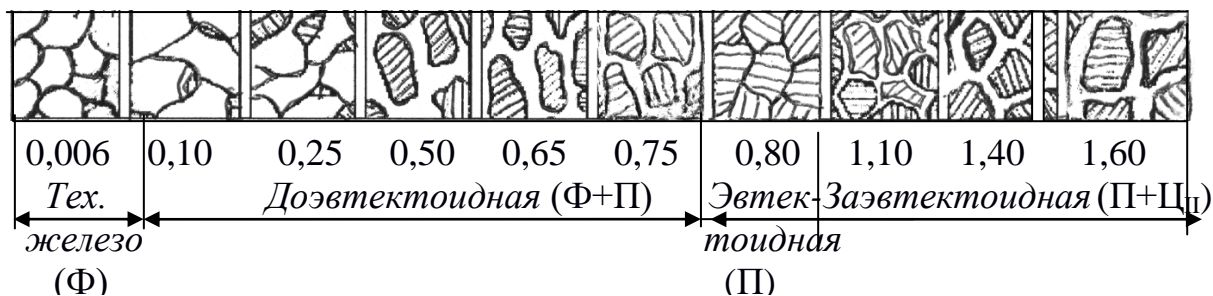 0,006 0,10 0,25 0,50 0,65 0,75 0,80 1,10 1,40 1,60
Тех. Доэвтектоидная (Ф+П) Эвтек- Заэвтектоидная (П+ЦII)
железо тоидная
(Ф) (П)